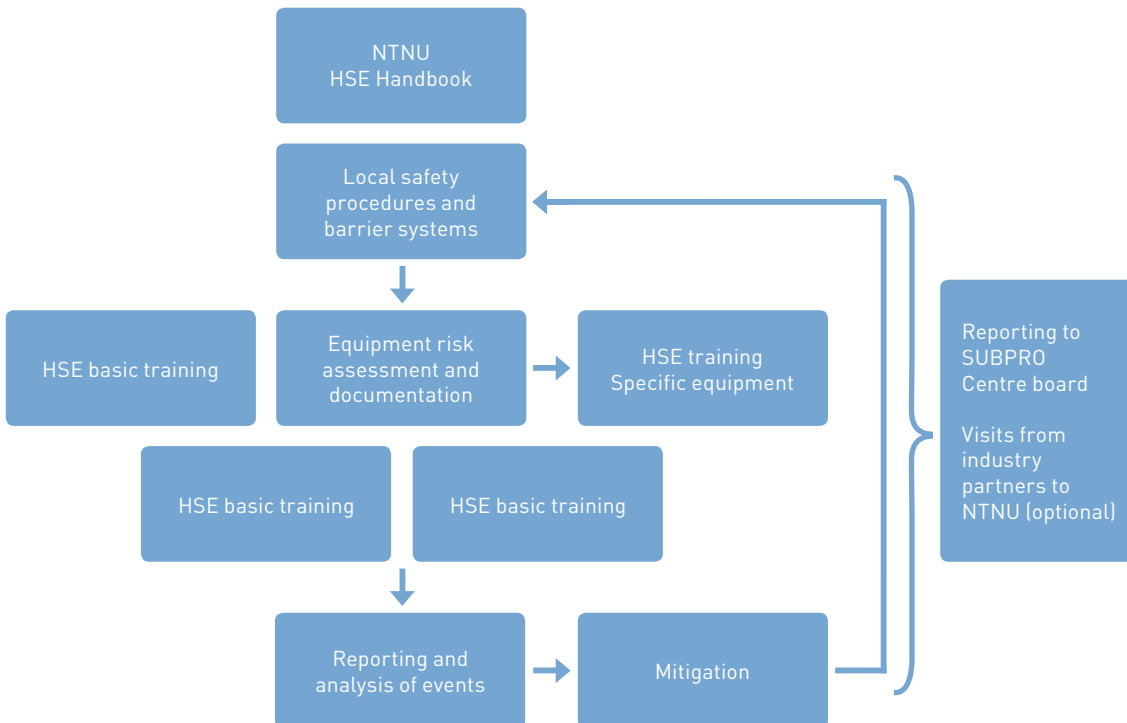 NTNU
HSE Handbook
Local safety
procedures and
barrier systems
HSE basic training
Equipment risk
assessment and
documentation
HSE training
Specific equipment
HSE basic training
HSE basic training
Reporting and
analysis of events
Mitigation
Reporting to
SUBPRO
Centre board
Visits from
industry
partners to
NTNU (optional)